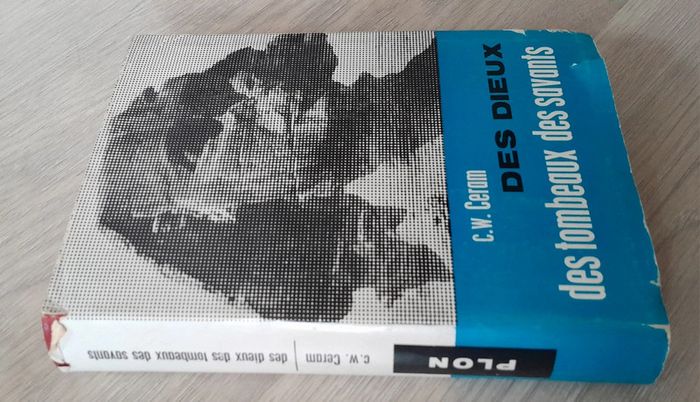 c.w. Ceram
DES DIEUX
des tombeaux des savants
PLON
c.w. Ceram | des dieux des tombeaux des savants